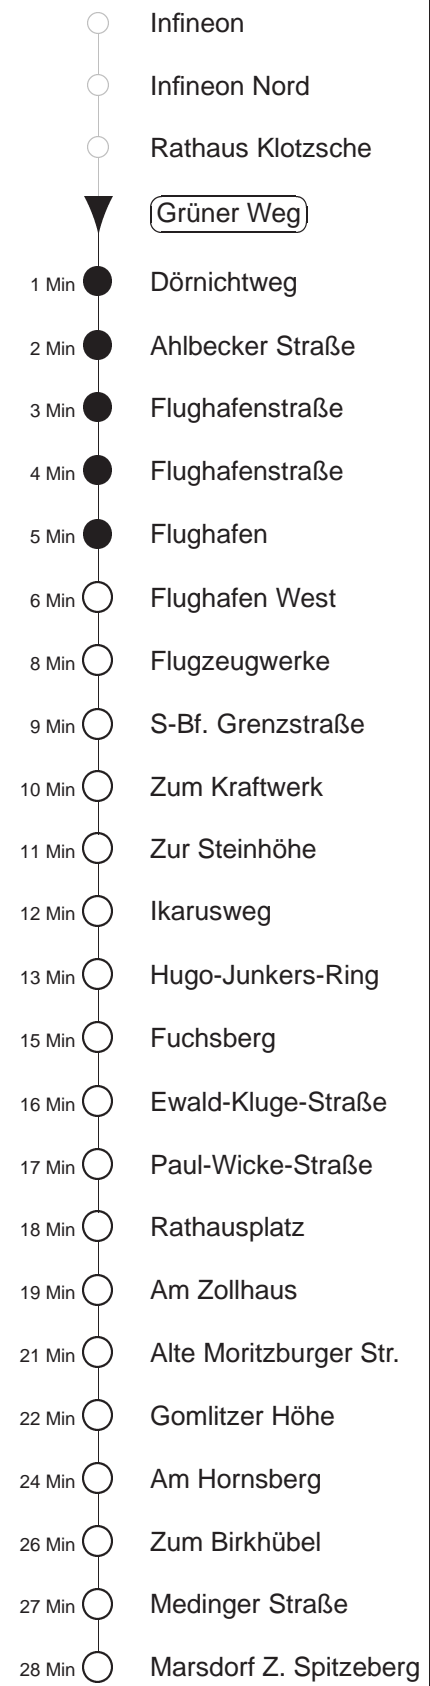 Infineon
Infineon Nord
Rathaus Klotzsche
Grüner Weg
1 Min Dörnichtweg
2 Min Ahlbecker Straße
3 Min Flughafenstraße
4 Min Flughafenstraße
5 Min Flughafen
6 Min Flughafen West
8 Min Flugzeugwerke
9 Min S-Bf. Grenzstraße
10 Min Zum Kraftwerk
11 Min Zur Steinhöhe
12 Min Ikarusweg
13 Min Hugo-Junkers-Ring
15 Min Fuchsberg
16 Min Ewald-Kluge-Straße
17 Min Paul-Wicke-Straße
18 Min Rathausplatz
19 Min Am Zollhaus
21 Min Alte Moritzburger Str.
22 Min Gomlitzer Höhe
24 Min Am Hornsberg
26 Min Zum Birkhübel
27 Min Medinger Straße
28 Min Marsdorf Z. Spitzeberg